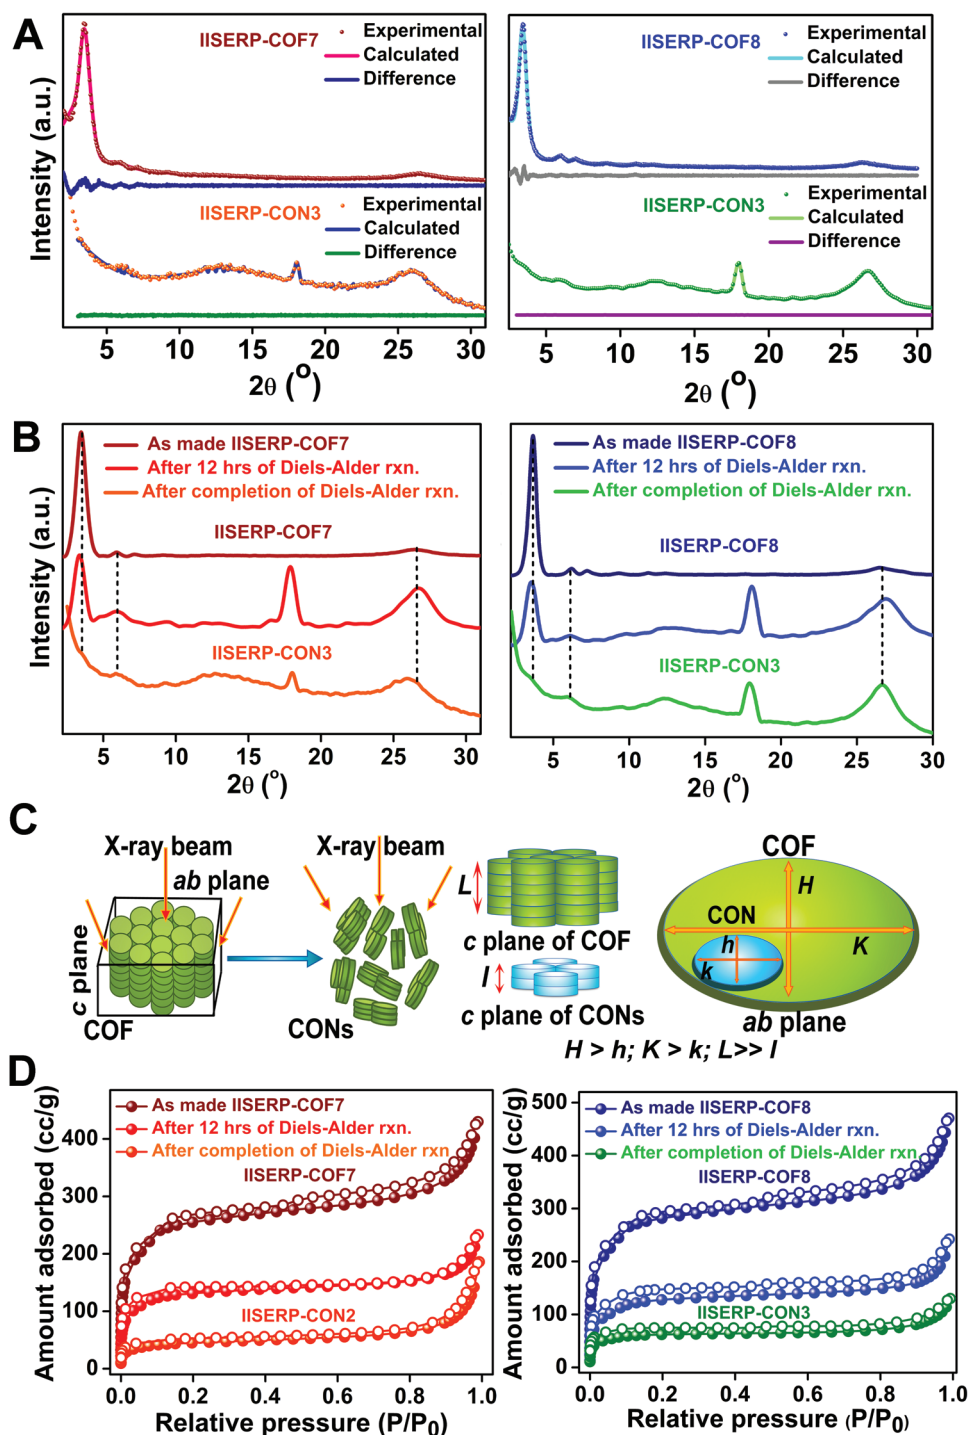 A
IISERP-COF7
Experimental
Calculated
Difference
IISERP-CON3
Experimental
Calculated
Difference
Intensity (a.u.)
5 10 15 20 25 30
2θ (o)
IISERP-COF8
Experimental
Calculated
Difference
IISERP-CON3
Experimental
Calculated
Difference
5 10 15 20 25 30
2θ (o)
B
As made IISERP-COF7
After 12 hrs of Diels-Alder rxn.
After completion of Diels-Alder rxn.
IISERP-COF7
IISERP-CON3
Intensity (a.u.)
5 10 15 20 25 30
2θ (o)
As made IISERP-COF8
After 12 hrs of Diels-Alder rxn.
After completion of Diels-Alder rxn.
IISERP-COF8
IISERP-CON3
5 10 15 20 25 30
2θ (o)
C
X-ray beam
ab plane
c plane
COF
X-ray beam
CONs
L
c plane of COF
l
c plane of CONs
COF
H
CON
h
K
k
ab plane
H > h; K > k; L>> l
D
As made IISERP-COF7
After 12 hrs of Diels-Alder rxn.
After completion of Diels-Alder rxn
IISERP-COF7
IISERP-CON2
Amount adsorbed (cc/g)
400
300
200
100
0
0.0 0.2 0.4 0.6 0.8 1.0
Relative pressure (P/P0)
As made IISERP-COF8
After 12 hrs of Diels-Alder rxn.
After completion of Diels-Alder rxn
IISERP-COF8
IISERP-CON3
Amount adsorbed (cc/g)
500
400
300
200
100
0
0.0 0.2 0.4 0.6 0.8 1.0
Relative pressure (P/P0)